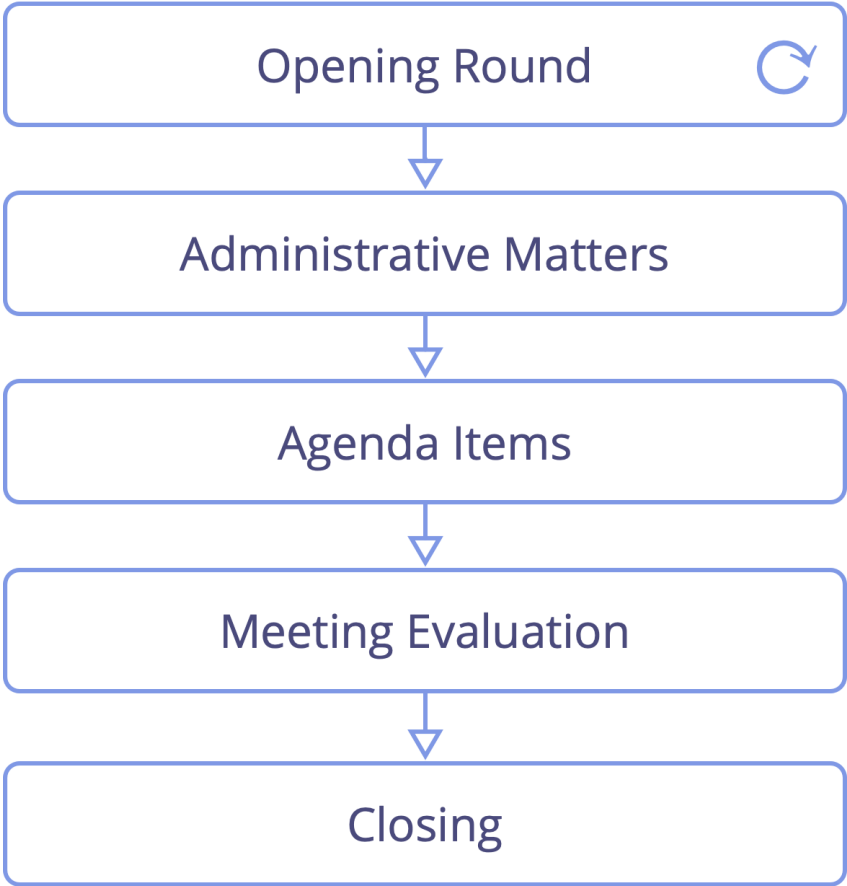 Opening Round
Administrative Matters
Agenda Items
Meeting Evaluation
Closing